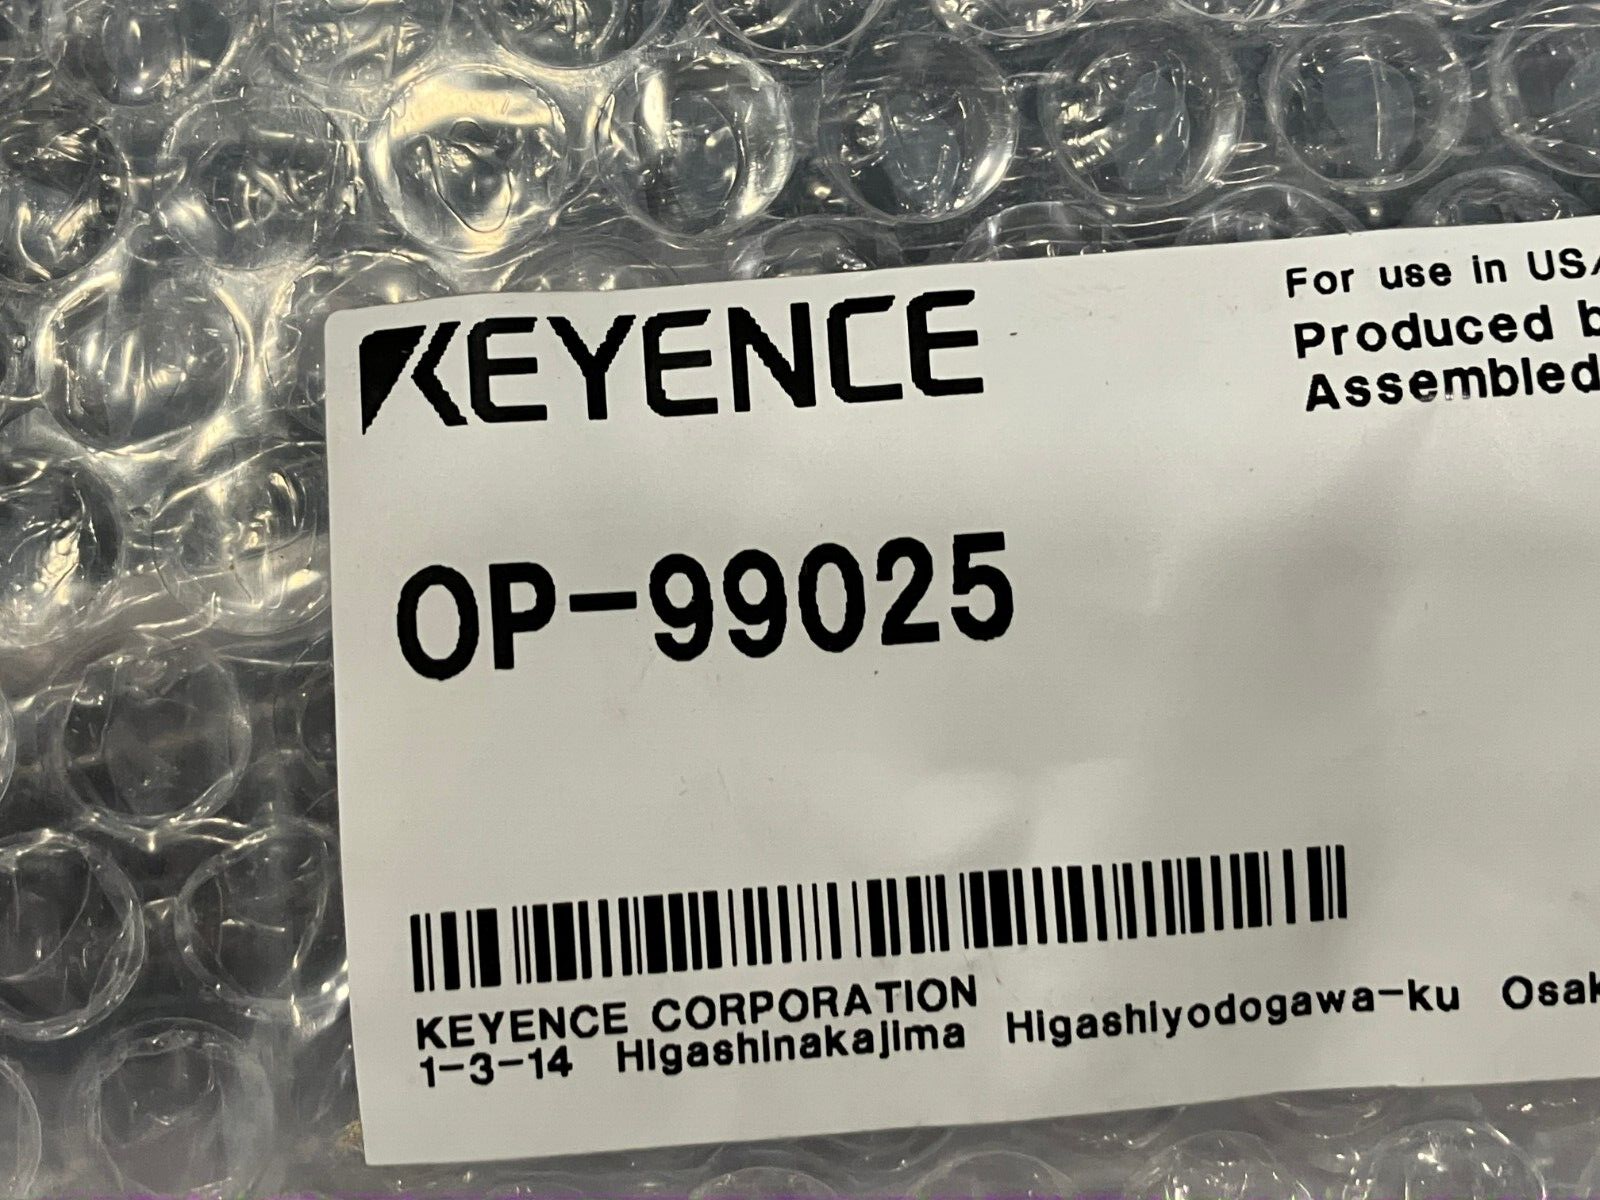 KEYENCE
For use in USA
Produced
Assembled
OP-99025
KEYENCE CORPORATION
1-3-14 Higashinakajima Higashiyodogawa-ku